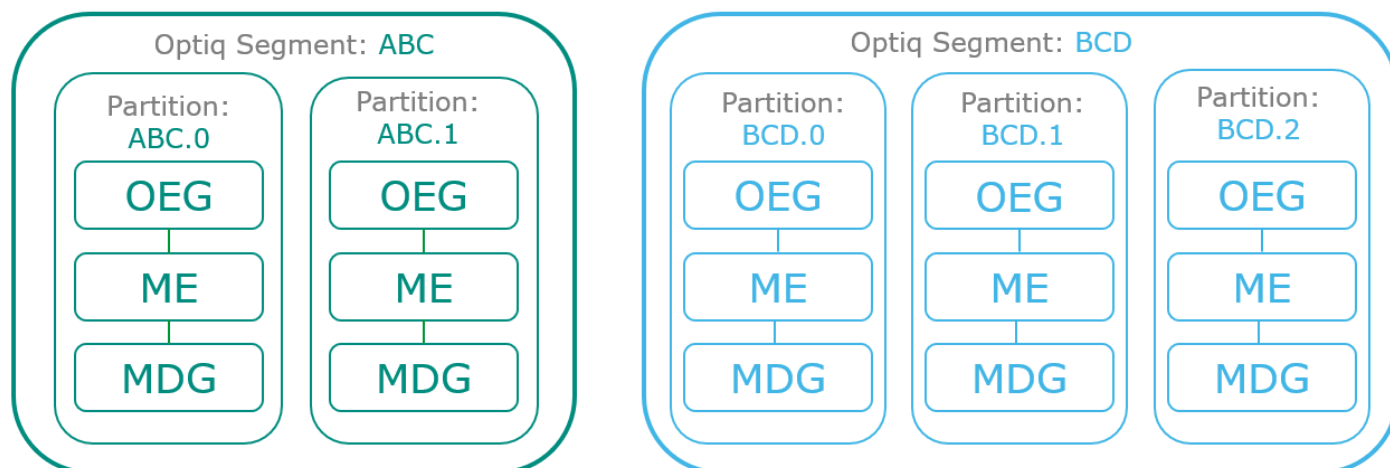 Optiq Segment: ABC
Partition:
ABC.0
OEG
ME
MDG
Partition:
ABC.1
OEG
ME
MDG
Optiq Segment: BCD
Partition:
BCD.0
OEG
ME
MDG
Partition:
BCD.1
OEG
ME
MDG
Partition:
BCD.2
OEG
ME
MDG